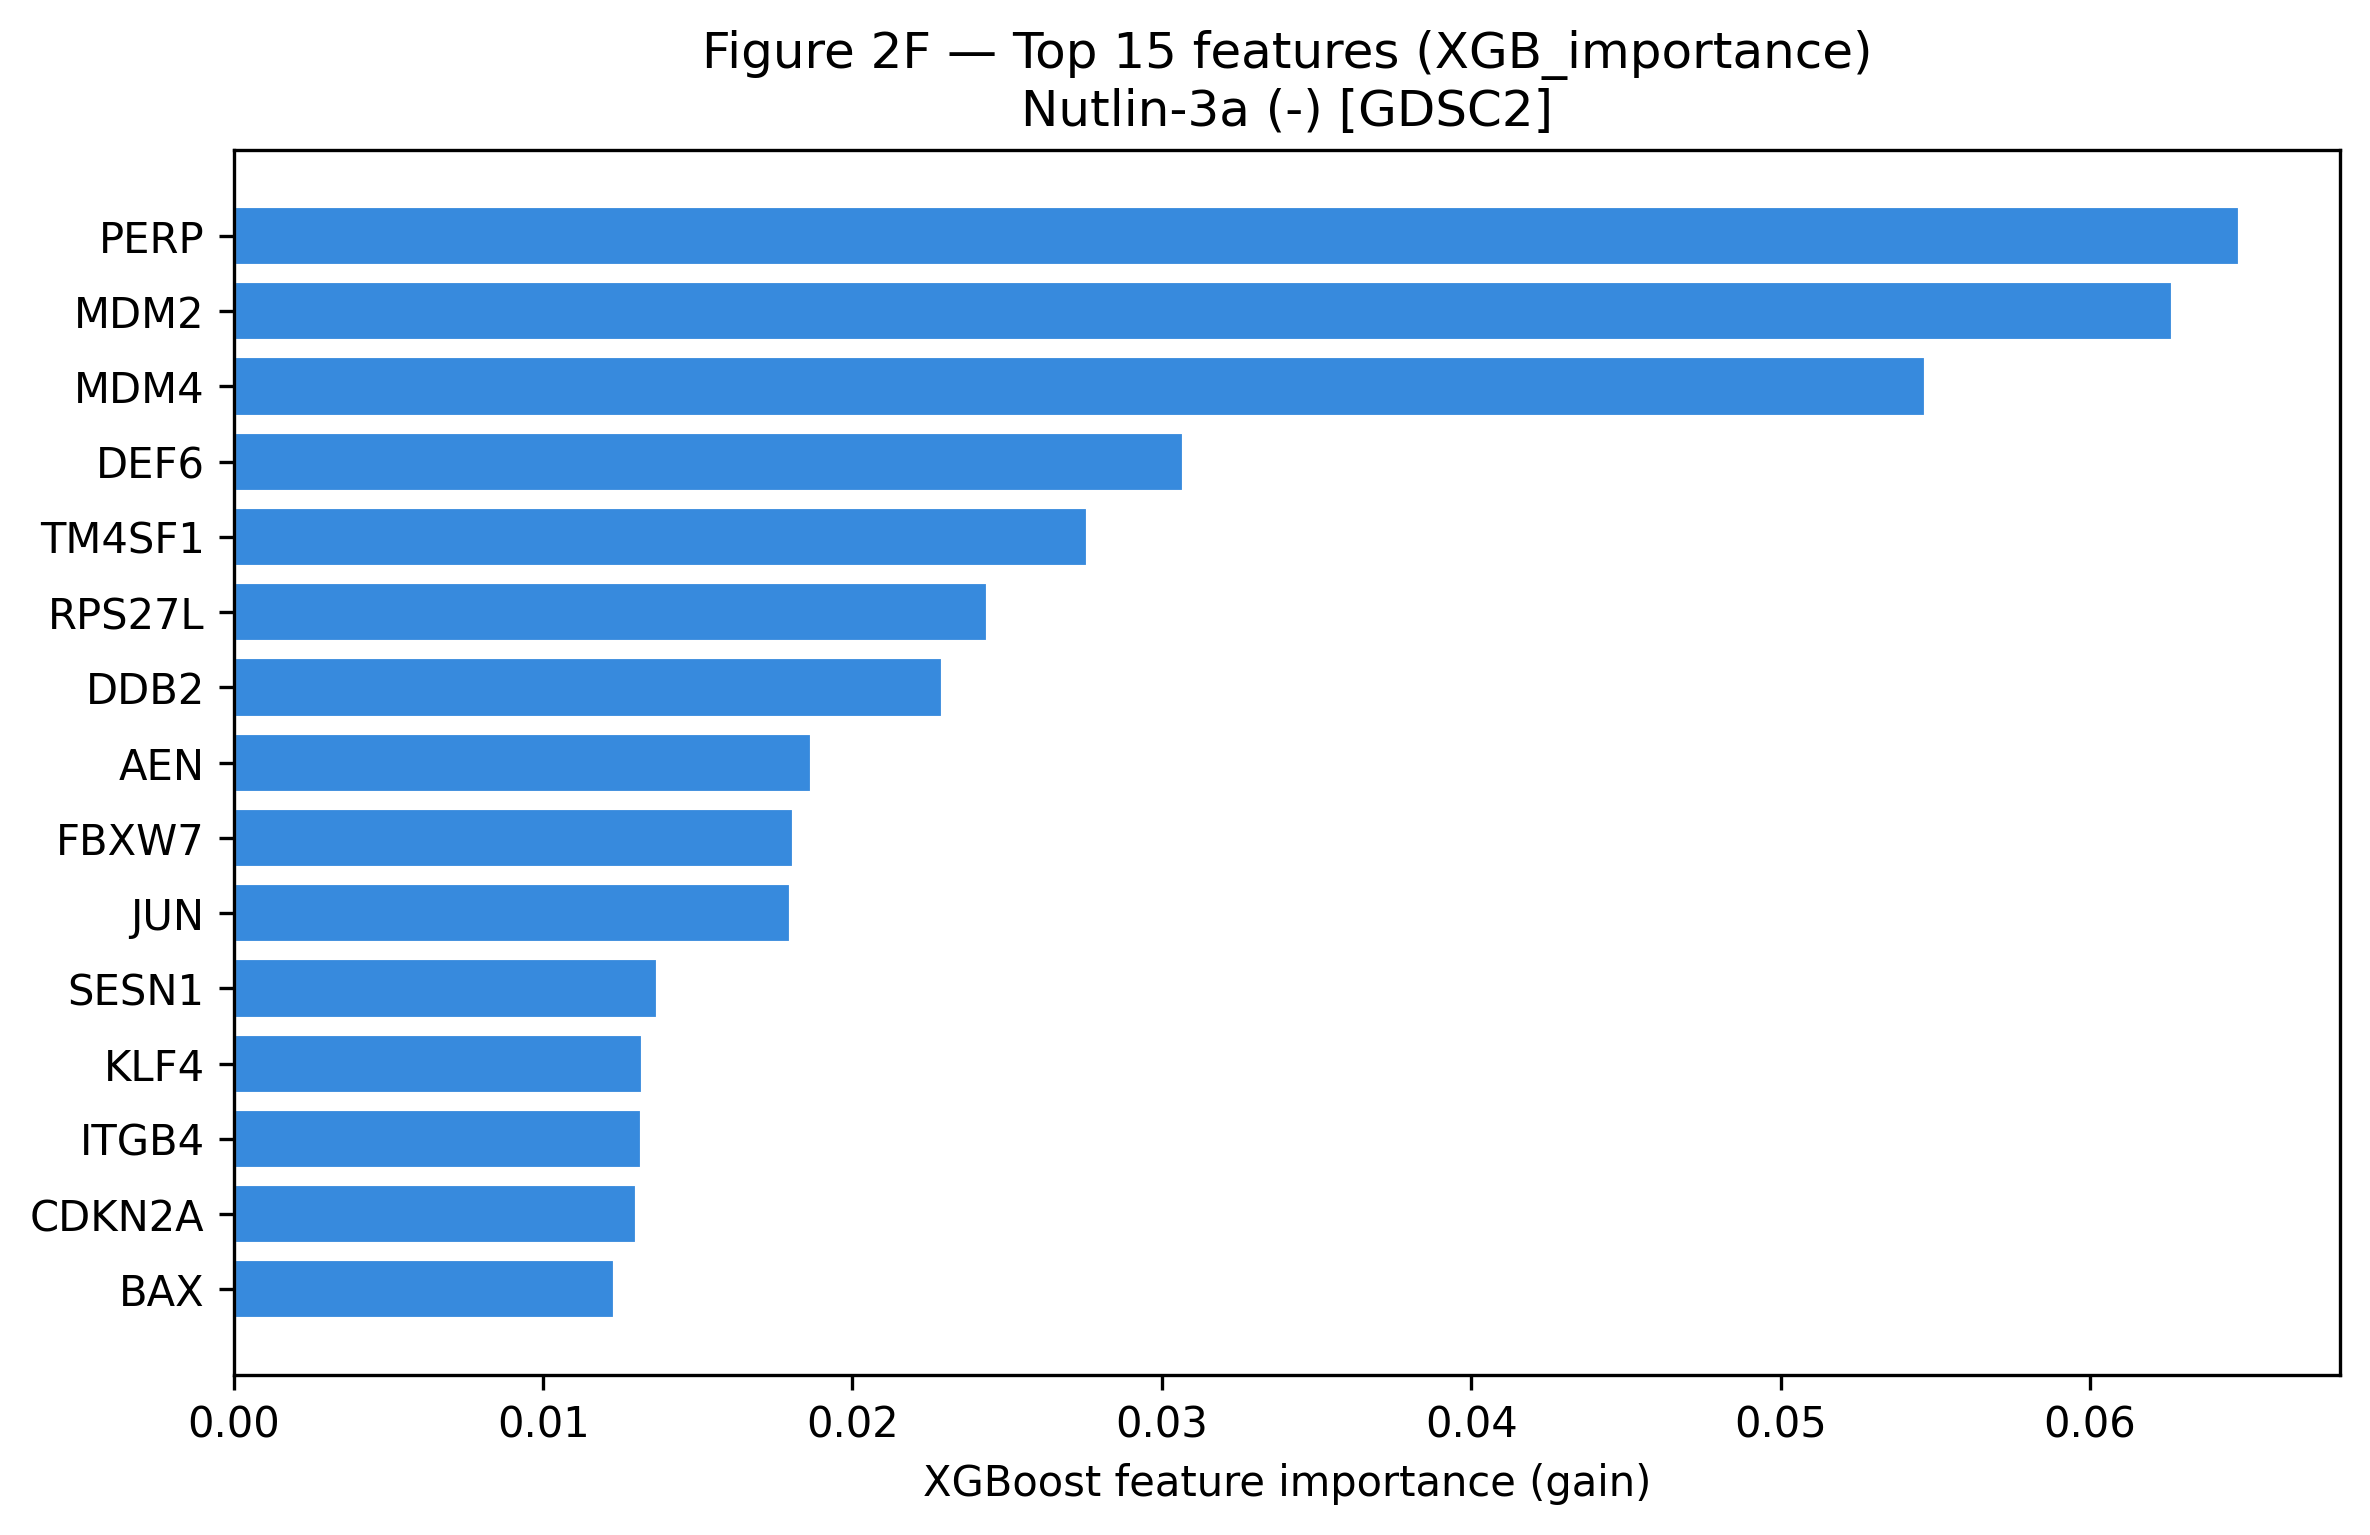 Figure 2F — Top 15 features (XGB_importance)
Nutlin-3a (-) [GDSC2]
PERP
MDM2
MDM4
DEF6
TM4SF1
RPS27L
DDB2
AEN
FBXW7
JUN
SESN1
KLF4
ITGB4
CDKN2A
BAX
0.00 0.01 0.02 0.03 0.04 0.05 0.06
XGBoost feature importance (gain)